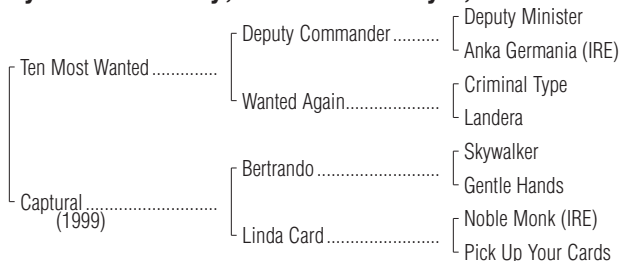 Deputy Minister
Deputy Commander..........
Anka Germania (IRE)
Ten Most Wanted..............
Criminal Type
Wanted Again....................
Landera
Skywalker
Bertrando..........................
Gentle Hands
Captural............................
(1999)
Noble Monk (IRE)
Linda Card........................
Pick Up Your Cards